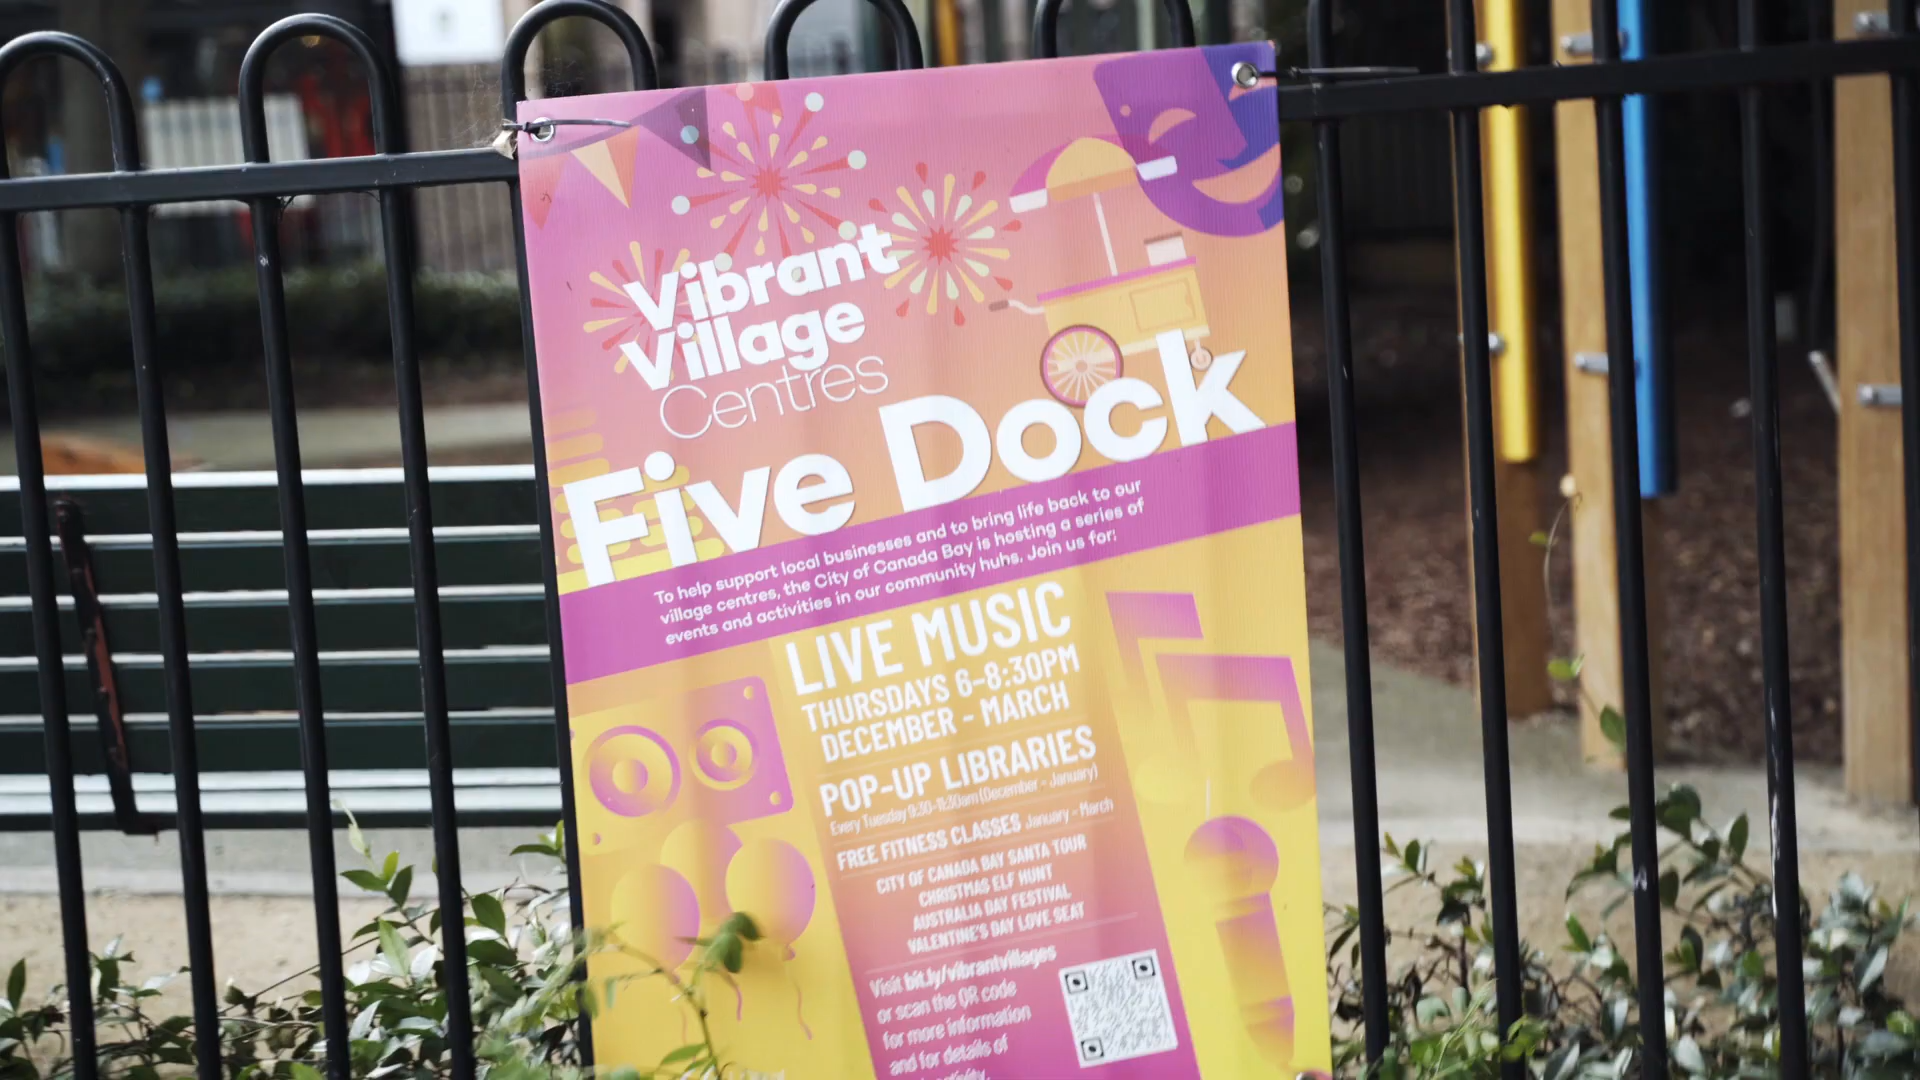 Vibrant
Village
Centres
Five Dock
To help support local businesses and to bring life back to our
village centres, the City of Canada Bay is hosting a series of
events and activities in our community hubs. Join us for:
LIVE MUSIC
THURSDAYS 6-8:30PM
DECEMBER - MARCH
POP-UP LIBRARIES
Every Tuesday 9:30-11:30am (December - January)
FREE FITNESS CLASSES January - March
CITY OF CANADA BAY SANTA TOUR
CHRISTMAS ELF HUNT
AUSTRALIA DAY FESTIVAL
VALENTINE'S DAY LOVE SEAT
Visit bit.ly/vibrantvillages
or scan the QR code
for more information
and for details of